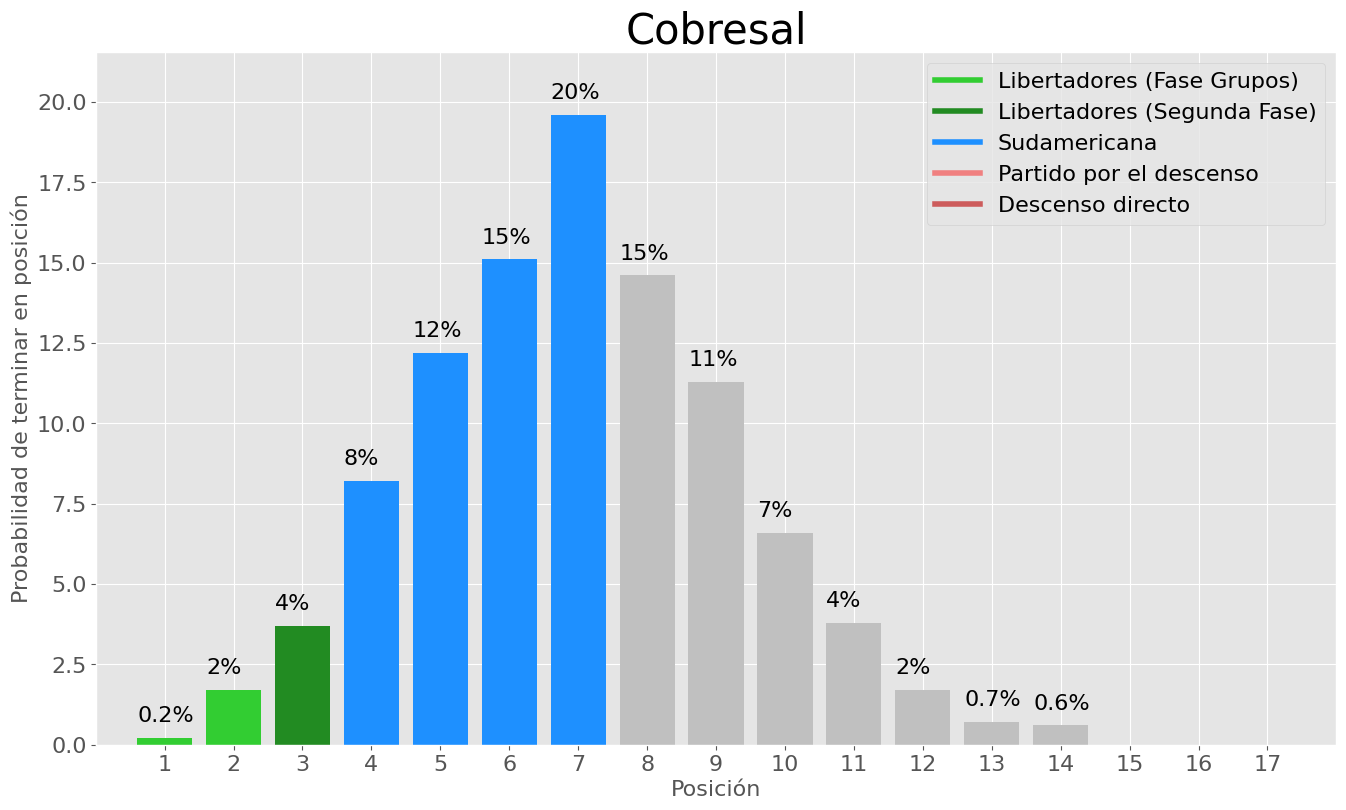 Cobresal
Libertadores (Fase Grupos)
Libertadores (Segunda Fase)
Sudamericana
Partido por el descenso
Descenso directo
Probabilidad de terminar en posición
20.0
17.5
15.0
12.5
10.0
7.5
5.0
2.5
0.0
0.2%
2%
4%
8%
12%
15%
20%
15%
11%
7%
4%
2%
0.7%
0.6%
1 2 3 4 5 6 7 8 9 10 11 12 13 14 15 16 17
Posición